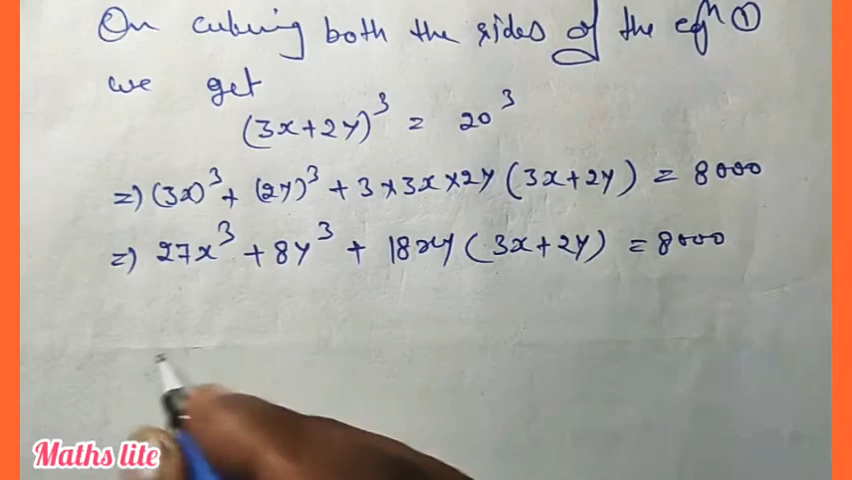 On cubing both the sides of the eqⁿ ①
we get
(3x+2y)³ = 20³
=) (3x)³ + (2y)³ + 3×3x×2y (3x+2y) = 8000
=) 27x³ + 8y³ + 18xy (3x+2y) = 8000
Maths lite